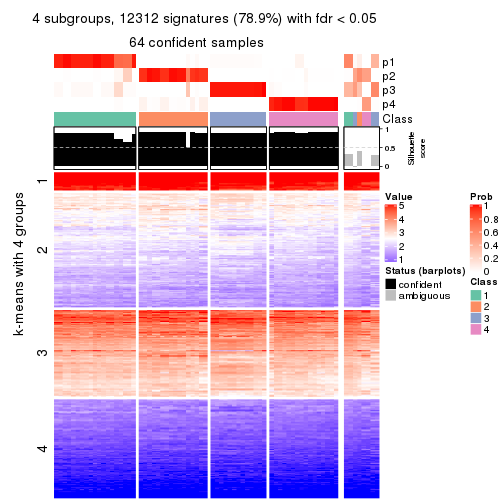 4 subgroups, 12312 signatures (78.9%) with fdr < 0.05
64 confident samples
p1
p2
p3
p4
Class
1
0.5
0
Silhouette
score
k-means with 4 groups
1
2
3
4
Value
5
4
3
2
1
Status (barplots)
confident
ambiguous
Prob
1
0.8
0.6
0.4
0.2
0
Class
1
2
3
4